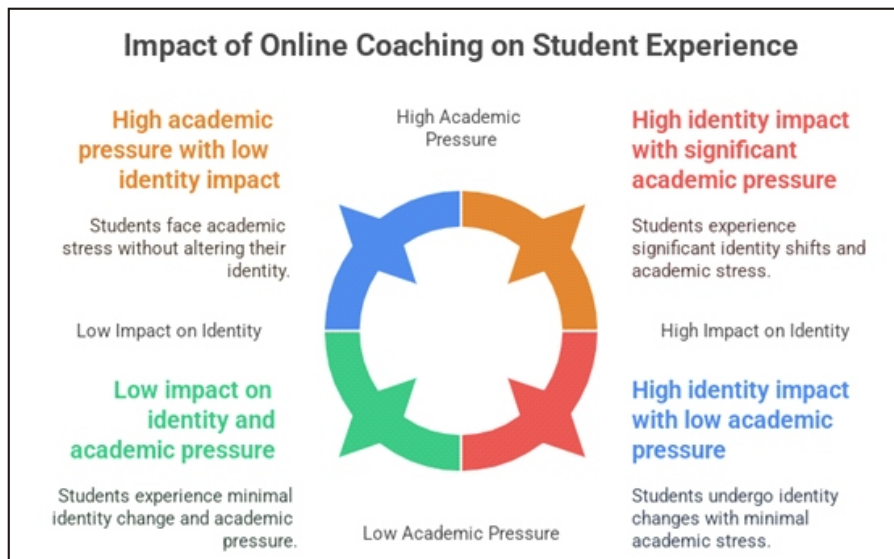 Impact of Online Coaching on Student Experience
High academic
pressure with low
identity impact
Students face academic
stress without altering their
identity.
High Academic
Pressure
High identity impact
with significant
academic pressure
Students experience
significant identity shifts and
academic stress.
Low Impact on Identity
High Impact on Identity
Low impact on
identity and
academic pressure
Students experience minimal
identity change and academic
pressure.
Low Academic Pressure
High identity impact
with low academic
pressure
Students undergo identity
changes with minimal
academic stress.